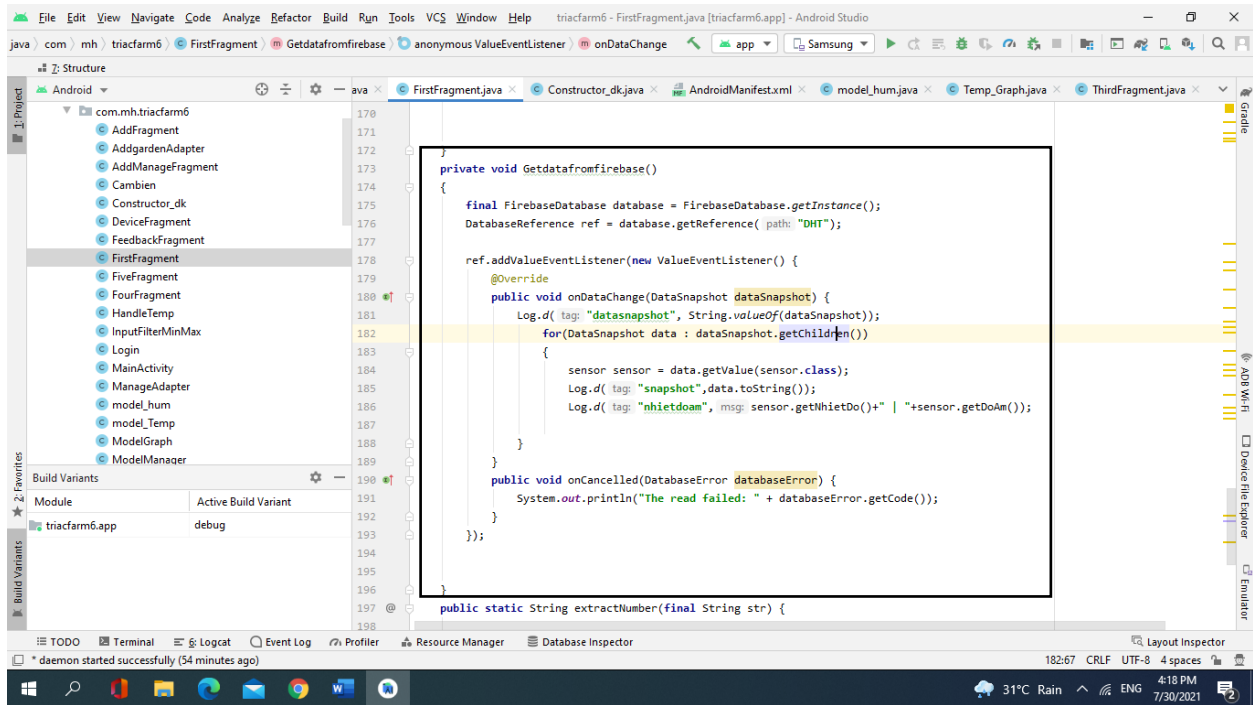 File Edit View Navigate Code Analyze Refactor Build Run Tools VCS Window Help triacfarm6 - FirstFragment.java [triacfarm6.app] - Android Studio
java com mh triacfarm6 FirstFragment Getdatafromfirebase anonymous ValueEventListener onDataChange app Samsung
7: Structure
Android ava FirstFragment.java Constructor_dk.java AndroidManifest.xml model_hum.java Temp_Graph.java ThirdFragment.java
1: Project
com.mh.triacfarm6
AddFragment
AddgardenAdapter
AddManageFragment
Cambien
Constructor_dk
DeviceFragment
FeedbackFragment
FirstFragment
FiveFragment
FourFragment
HandleTemp
InputFilterMinMax
Login
MainActivity
ManageAdapter
model_hum
model_Temp
ModelGraph
ModelManager
2: Favorites
Build Variants
Build Variants
Module Active Build Variant
triacfarm6.app debug
170
171
172 }
173 private void Getdatafromfirebase()
174 {
175 final FirebaseDatabase database = FirebaseDatabase.getInstance();
176 DatabaseReference ref = database.getReference( path: "DHT");
177
178 ref.addValueEventListener(new ValueEventListener() {
179 @Override
180 public void onDataChange(DataSnapshot dataSnapshot) {
181 Log.d( tag: "datasnapshot", String.valueOf(dataSnapshot));
182 for(DataSnapshot data : dataSnapshot.getChildren())
183 {
184 sensor sensor = data.getValue(sensor.class);
185 Log.d( tag: "snapshot",data.toString());
186 Log.d( tag: "nhietdoam", msg: sensor.getNhietDo()+" | "+sensor.getDoAm());
187
188 }
189 }
190 public void onCancelled(DatabaseError databaseError) {
191 System.out.println("The read failed: " + databaseError.getCode());
192 }
193 });
194
195
196 }
197 @ public static String extractNumber(final String str) {
198
Gradle
ADB Wi-Fi
Device File Explorer
Emulator
TODO Terminal 6: Logcat Event Log Profiler Resource Manager Database Inspector Layout Inspector
* daemon started successfully (54 minutes ago) 182:67 CRLF UTF-8 4 spaces
31°C Rain ENG 4:18 PM
7/30/2021
2